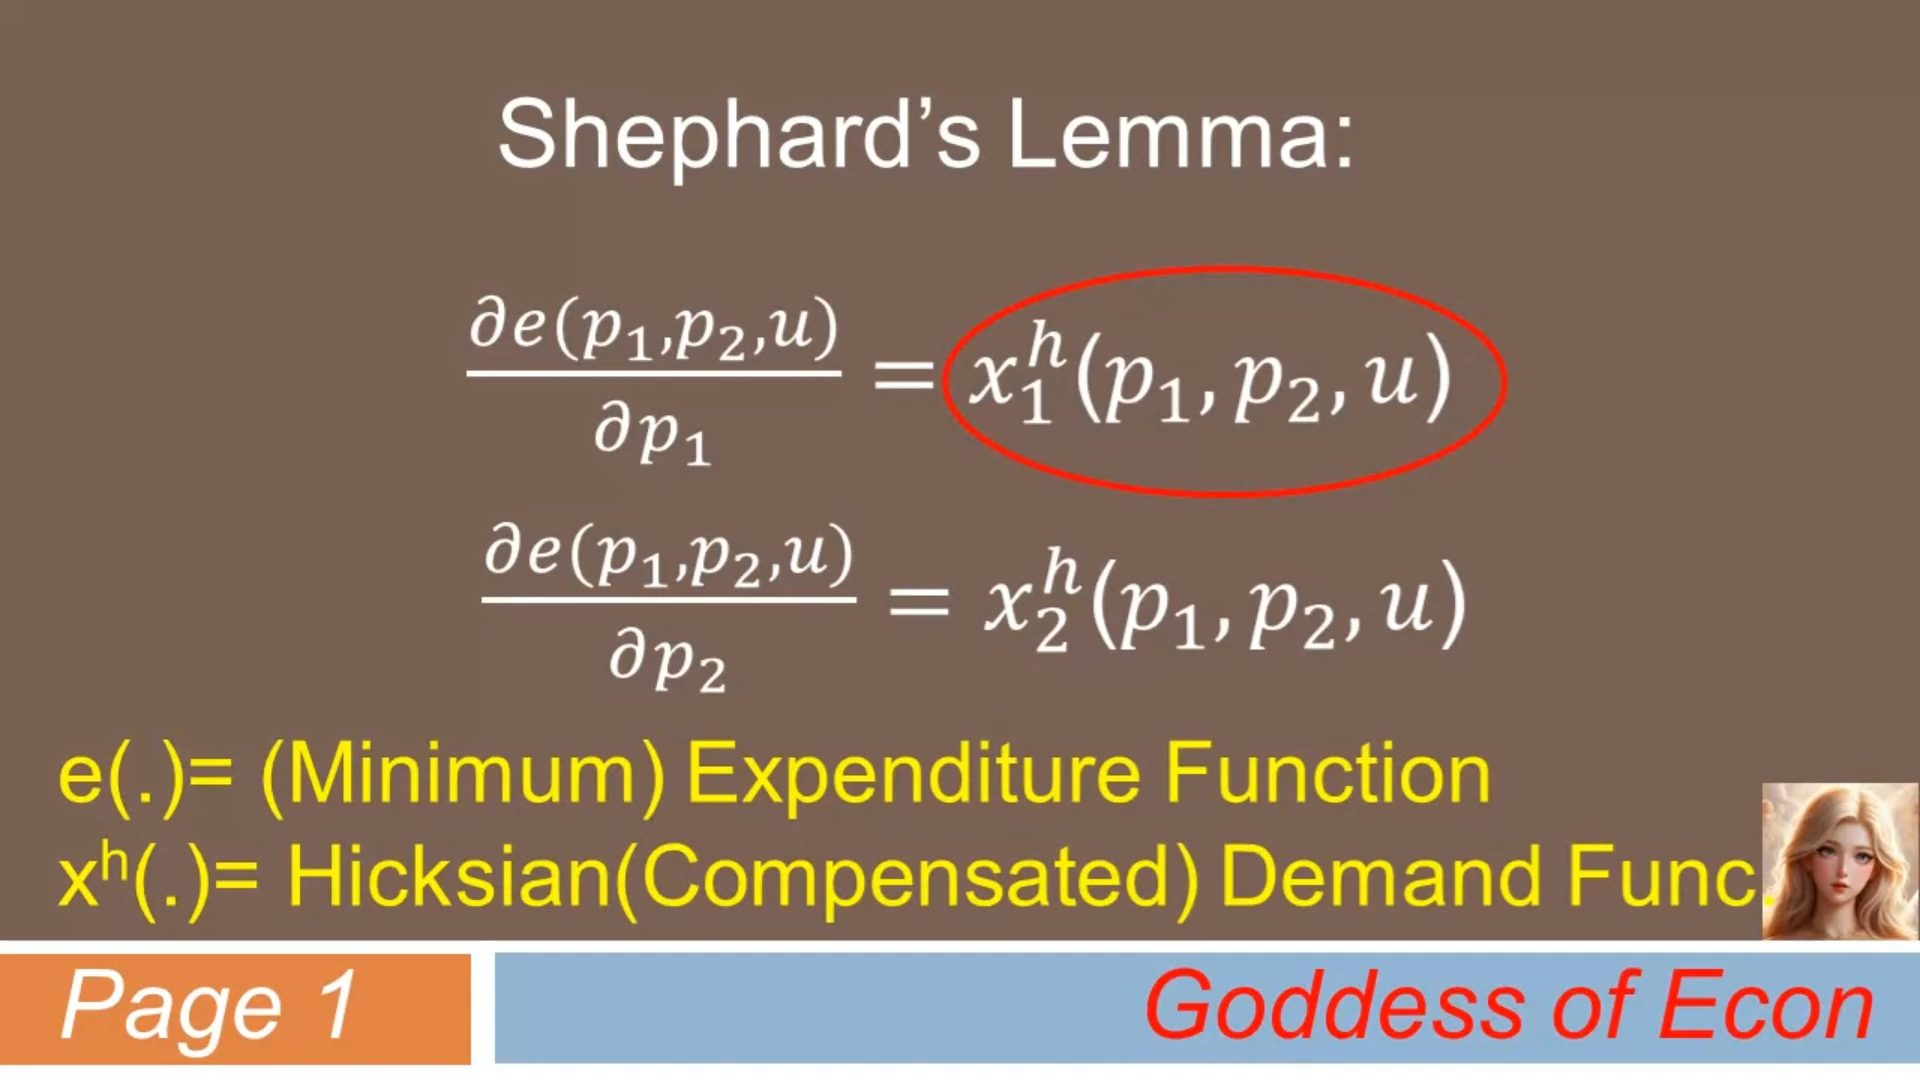 Shephard’s Lemma:
∂e(p₁,p₂,u)/∂p₁ = x₁ʰ(p₁, p₂, u)
∂e(p₁,p₂,u)/∂p₂ = x₂ʰ(p₁, p₂, u)
e(.)= (Minimum) Expenditure Function
xʰ(.)= Hicksian(Compensated) Demand Func.
Page 1
Goddess of Econ